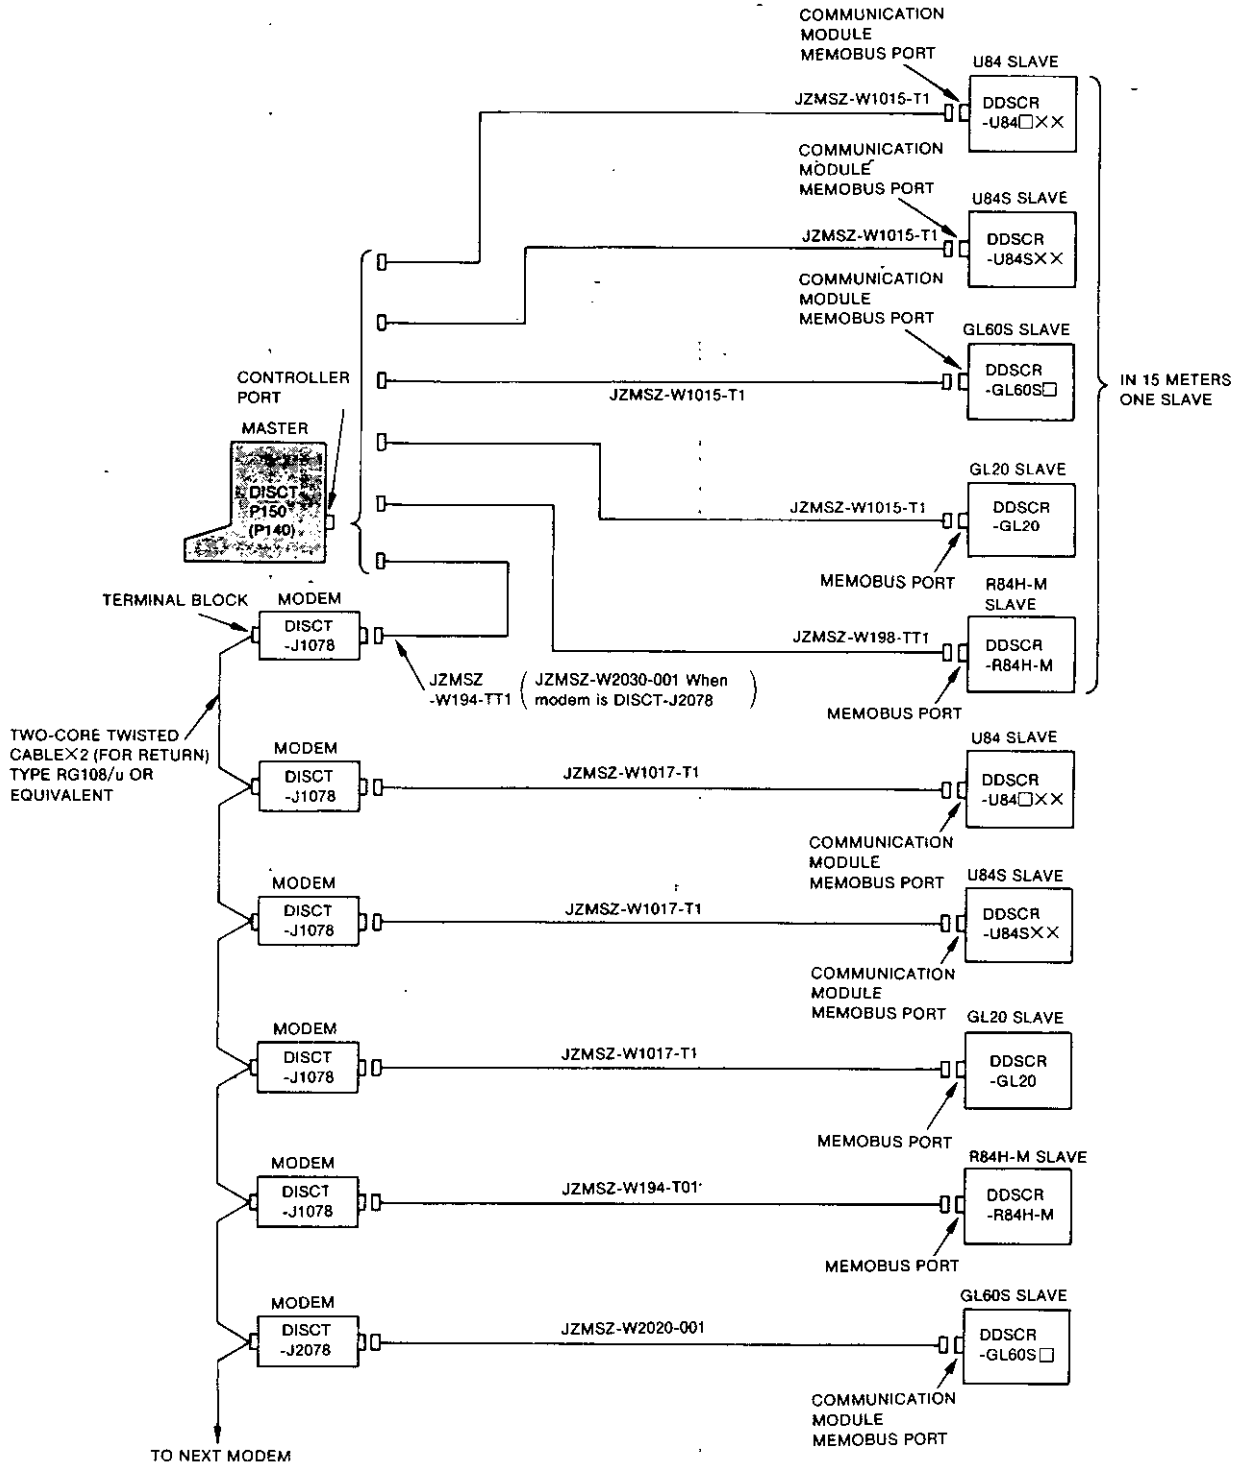 COMMUNICATION
MODULE
MEMOBUS PORT
U84 SLAVE
JZMSZ-W1015-T1
DDSCR
-U84□××
COMMUNICATION
MODULE
MEMOBUS PORT
U84S SLAVE
JZMSZ-W1015-T1
DDSCR
-U84S××
COMMUNICATION
MODULE
MEMOBUS PORT
GL60S SLAVE
JZMSZ-W1015-T1
DDSCR
-GL60S□
IN 15 METERS
ONE SLAVE
CONTROLLER
PORT
MASTER
DISCT
P150
(P140)
GL20 SLAVE
JZMSZ-W1015-T1
DDSCR
-GL20
MEMOBUS PORT
R84H-M
SLAVE
JZMSZ-W198-TT1
DDSCR
-R84H-M
MEMOBUS PORT
TERMINAL BLOCK
MODEM
DISCT
-J1078
JZMSZ
-W194-TT1
(JZMSZ-W2030-001 When
modem is DISCT-J2078)
TWO-CORE TWISTED
CABLE×2 (FOR RETURN)
TYPE RG108/u OR
EQUIVALENT
MODEM
DISCT
-J1078
JZMSZ-W1017-T1
U84 SLAVE
DDSCR
-U84□××
COMMUNICATION
MODULE
MEMOBUS PORT
MODEM
DISCT
-J1078
JZMSZ-W1017-T1
U84S SLAVE
DDSCR
-U84S××
COMMUNICATION
MODULE
MEMOBUS PORT
MODEM
DISCT
-J1078
JZMSZ-W1017-T1
GL20 SLAVE
DDSCR
-GL20
MEMOBUS PORT
MODEM
DISCT
-J1078
JZMSZ-W194-T01
R84H-M SLAVE
DDSCR
-R84H-M
MEMOBUS PORT
MODEM
DISCT
-J2078
JZMSZ-W2020-001
GL60S SLAVE
DDSCR
-GL60S□
COMMUNICATION
MODULE
MEMOBUS PORT
TO NEXT MODEM